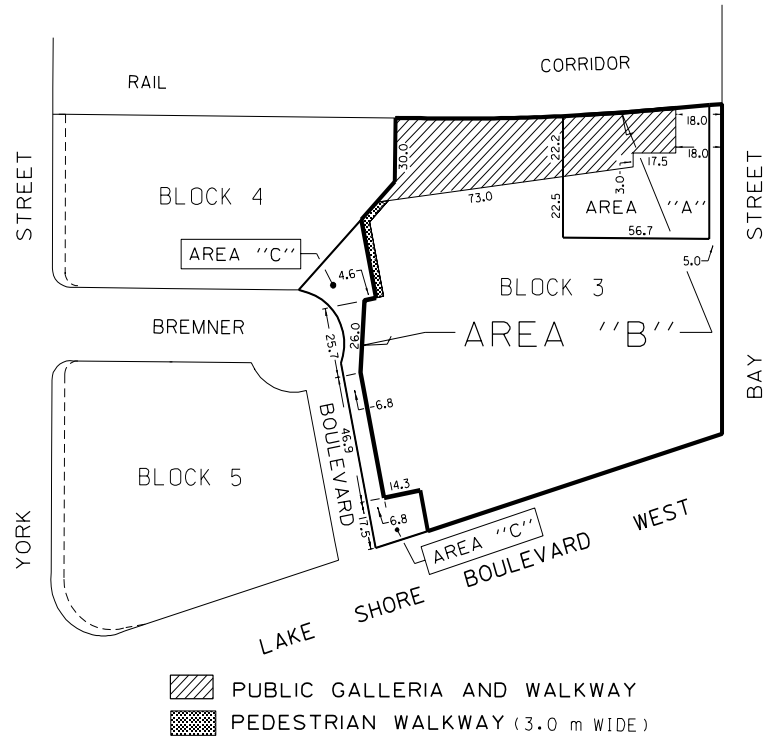 CORRIDOR
RAIL
STREET
BLOCK 4
AREA "C"
BREMNER
BLOCK 5
YORK
30.0
73.0
22.2
22.5
3.0
17.5
18.0
18.0
AREA "A"
56.7
5.0
STREET
BLOCK 3
AREA "B"
BAY
4.6
25.7
29.0
6.8
BOULEVARD
46.9
14.3
6.8
17.5
AREA "C"
LAKE SHORE BOULEVARD WEST
PUBLIC GALLERIA AND WALKWAY
PEDESTRIAN WALKWAY (3.0 m WIDE)